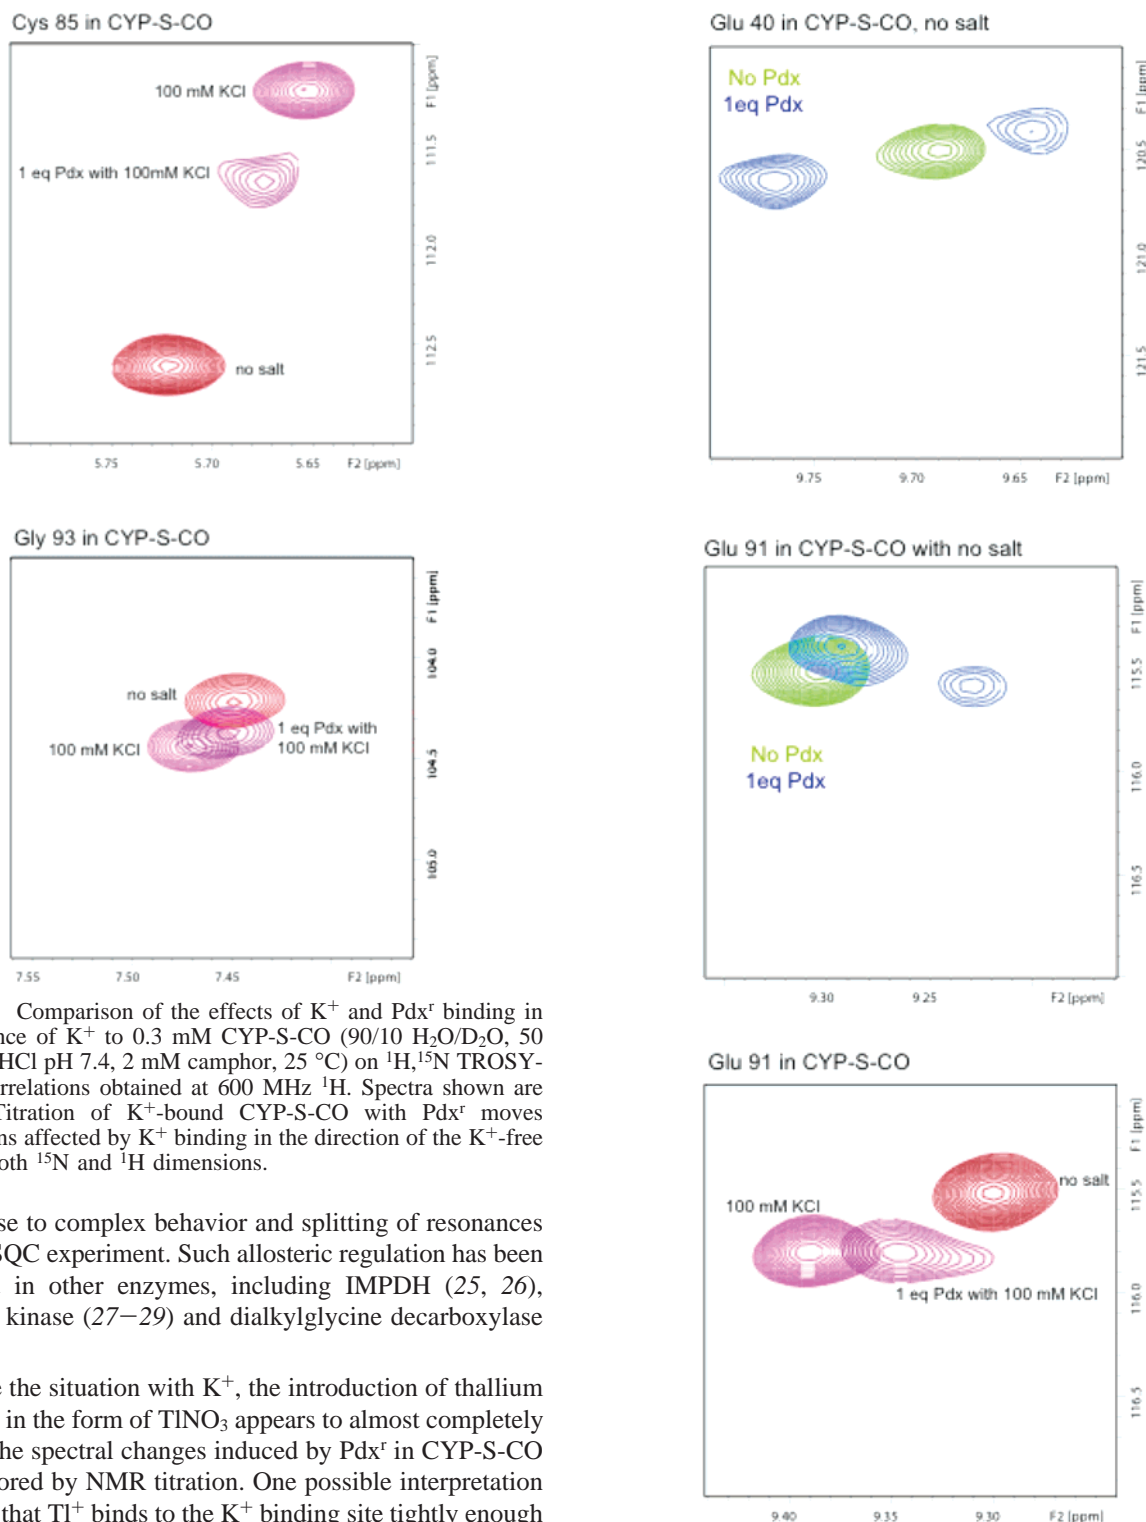 Cys 85 in CYP-S-CO
100 mM KCl
1 eq Pdx with 100mM KCl
no salt
F1 [ppm]
111.5
112.0
112.5
5.75 5.70 5.65 F2 [ppm]
Gly 93 in CYP-S-CO
no salt
100 mM KCl
1 eq Pdx with
100 mM KCl
F1 [ppm]
104.0
104.5
105.0
7.55 7.50 7.45 F2 [ppm]
Comparison of the effects of K+ and Pdxr binding in
nce of K+ to 0.3 mM CYP-S-CO (90/10 H2O/D2O, 50
HCl pH 7.4, 2 mM camphor, 25 °C) on 1H,15N TROSY-
rrelations obtained at 600 MHz 1H. Spectra shown are
Titration of K+-bound CYP-S-CO with Pdxr moves
ns affected by K+ binding in the direction of the K+-free
oth 15N and 1H dimensions.
se to complex behavior and splitting of resonances
SQC experiment. Such allosteric regulation has been
in other enzymes, including IMPDH (25, 26),
kinase (27–29) and dialkylglycine decarboxylase
e the situation with K+, the introduction of thallium
in the form of TlNO3 appears to almost completely
he spectral changes induced by Pdxr in CYP-S-CO
ored by NMR titration. One possible interpretation
that Tl+ binds to the K+ binding site tightly enough
Glu 40 in CYP-S-CO, no salt
No Pdx
1eq Pdx
F1 [ppm]
120.5
121.0
121.5
9.75 9.70 9.65 F2 [ppm]
Glu 91 in CYP-S-CO with no salt
No Pdx
1eq Pdx
F1 [ppm]
115.5
116.0
116.5
9.30 9.25 F2 [ppm]
Glu 91 in CYP-S-CO
no salt
100 mM KCl
1 eq Pdx with 100 mM KCl
F1 [ppm]
115.5
116.0
116.5
9.40 9.35 9.30 F2 [ppm]